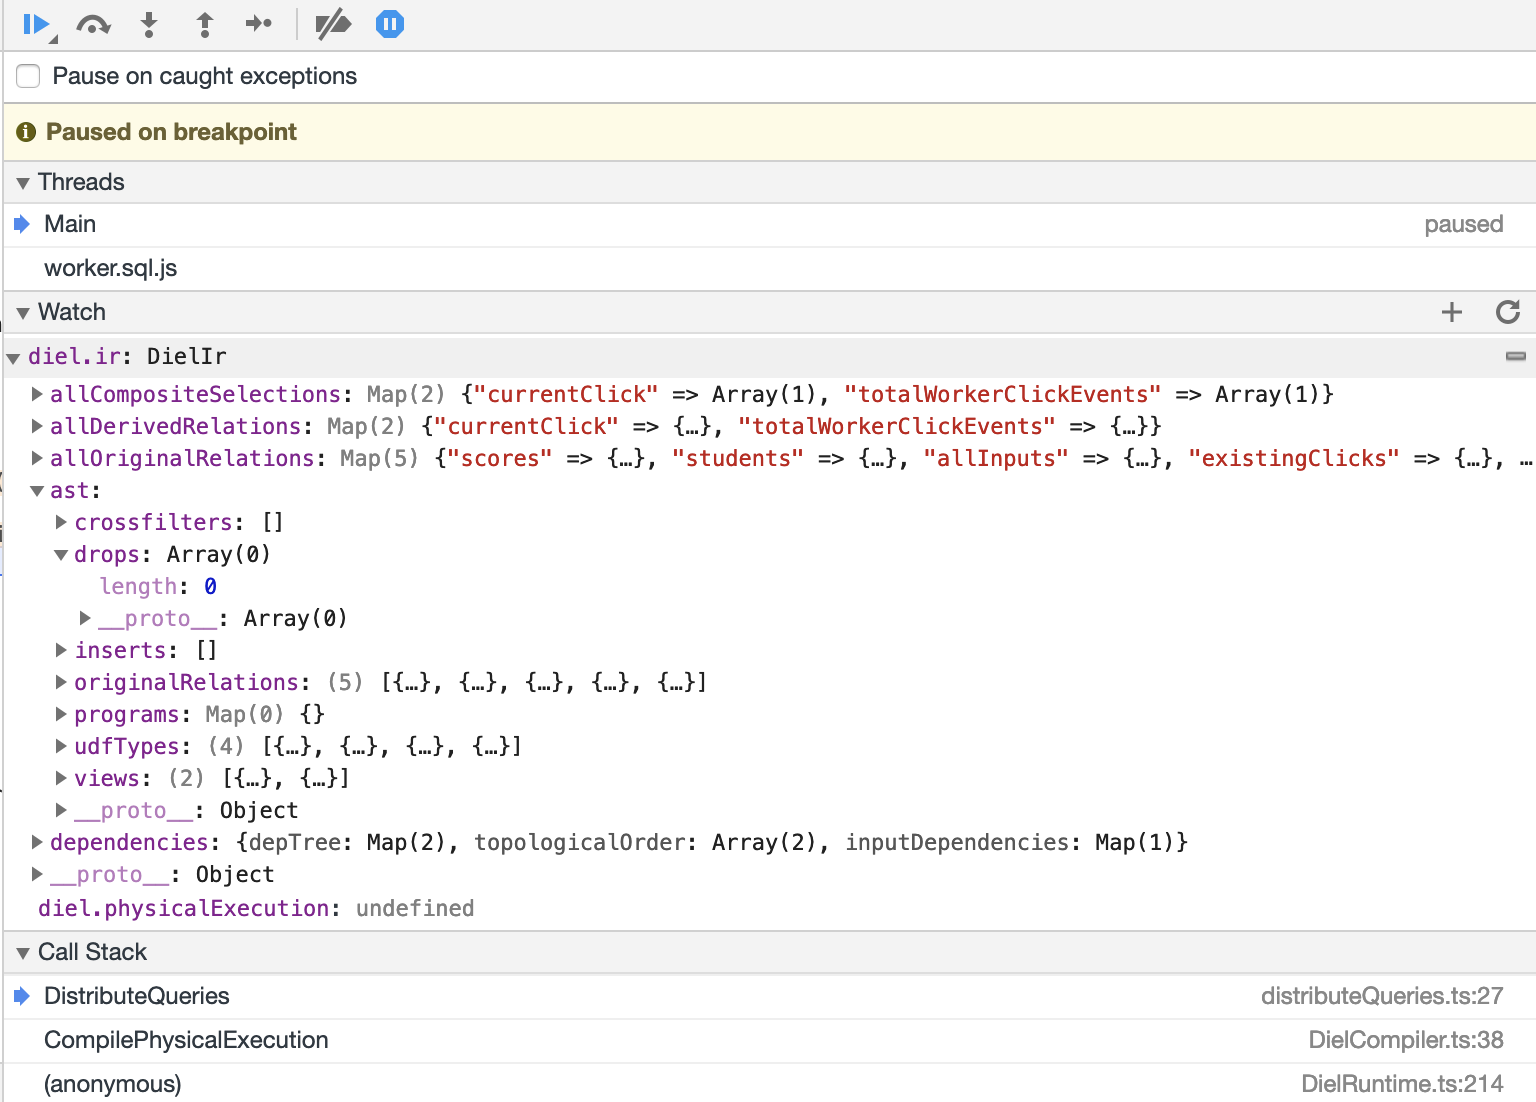 Pause on caught exceptions
Paused on breakpoint
Threads
Main paused
worker.sql.js
Watch
diel.ir: DielIr
allCompositeSelections: Map(2) {"currentClick" => Array(1), "totalWorkerClickEvents" => Array(1)}
allDerivedRelations: Map(2) {"currentClick" => {…}, "totalWorkerClickEvents" => {…}}
allOriginalRelations: Map(5) {"scores" => {…}, "students" => {…}, "allInputs" => {…}, "existingClicks" => {…}, …
ast:
crossfilters: []
drops: Array(0)
length: 0
__proto__: Array(0)
inserts: []
originalRelations: (5) [{…}, {…}, {…}, {…}, {…}]
programs: Map(0) {}
udfTypes: (4) [{…}, {…}, {…}, {…}]
views: (2) [{…}, {…}]
__proto__: Object
dependencies: {depTree: Map(2), topologicalOrder: Array(2), inputDependencies: Map(1)}
__proto__: Object
diel.physicalExecution: undefined
Call Stack
DistributeQueries distributeQueries.ts:27
CompilePhysicalExecution DielCompiler.ts:38
(anonymous) DielRuntime.ts:214